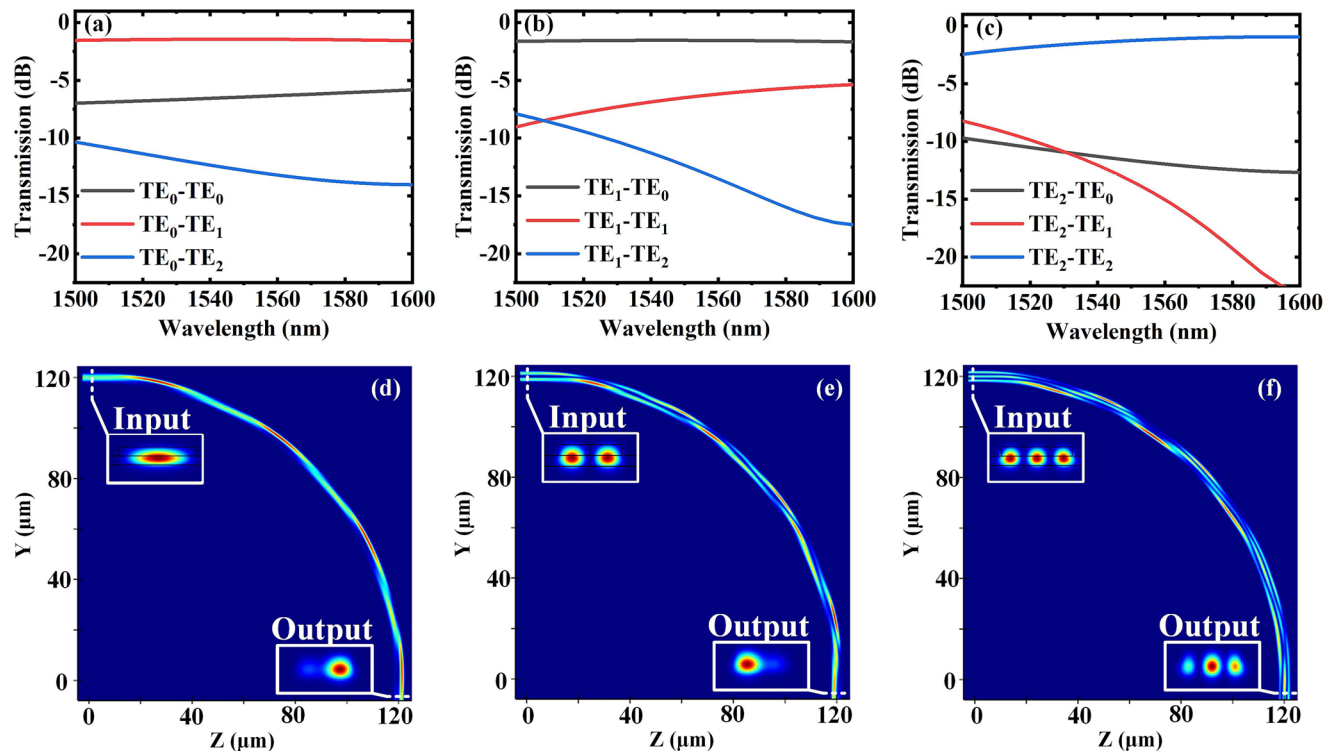 (a)
0
-5
-10
-15
-20
Transmission (dB)
TE₀-TE₀
TE₀-TE₁
TE₀-TE₂
1500 1520 1540 1560 1580 1600
Wavelength (nm)
(b)
0
-5
-10
-15
-20
Transmission (dB)
TE₁-TE₀
TE₁-TE₁
TE₁-TE₂
1500 1520 1540 1560 1580 1600
Wavelength (nm)
(c)
0
-5
-10
-15
-20
Transmission (dB)
TE₂-TE₀
TE₂-TE₁
TE₂-TE₂
1500 1520 1540 1560 1580 1600
Wavelength (nm)
(d)
120
80
40
0
Y (μm)
Input
Output
0 40 80 120
Z (μm)
(e)
120
80
40
0
Y (μm)
Input
Output
0 40 80 120
Z (μm)
(f)
120
80
40
0
Y (μm)
Input
Output
0 40 80 120
Z (μm)